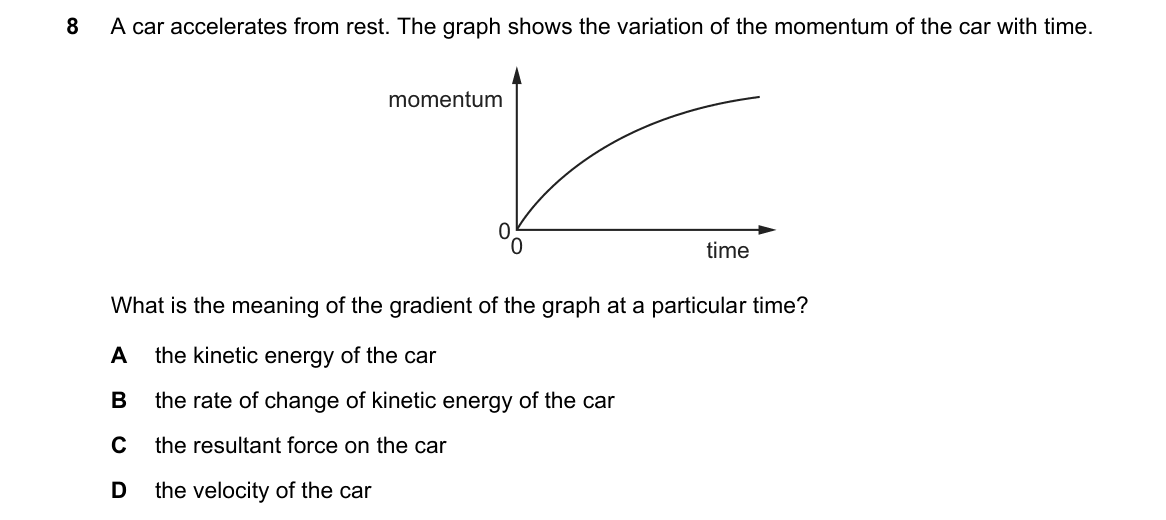 8 A car accelerates from rest. The graph shows the variation of the momentum of the car with time.
momentum
0
0
time
What is the meaning of the gradient of the graph at a particular time?
A the kinetic energy of the car
B the rate of change of kinetic energy of the car
C the resultant force on the car
D the velocity of the car